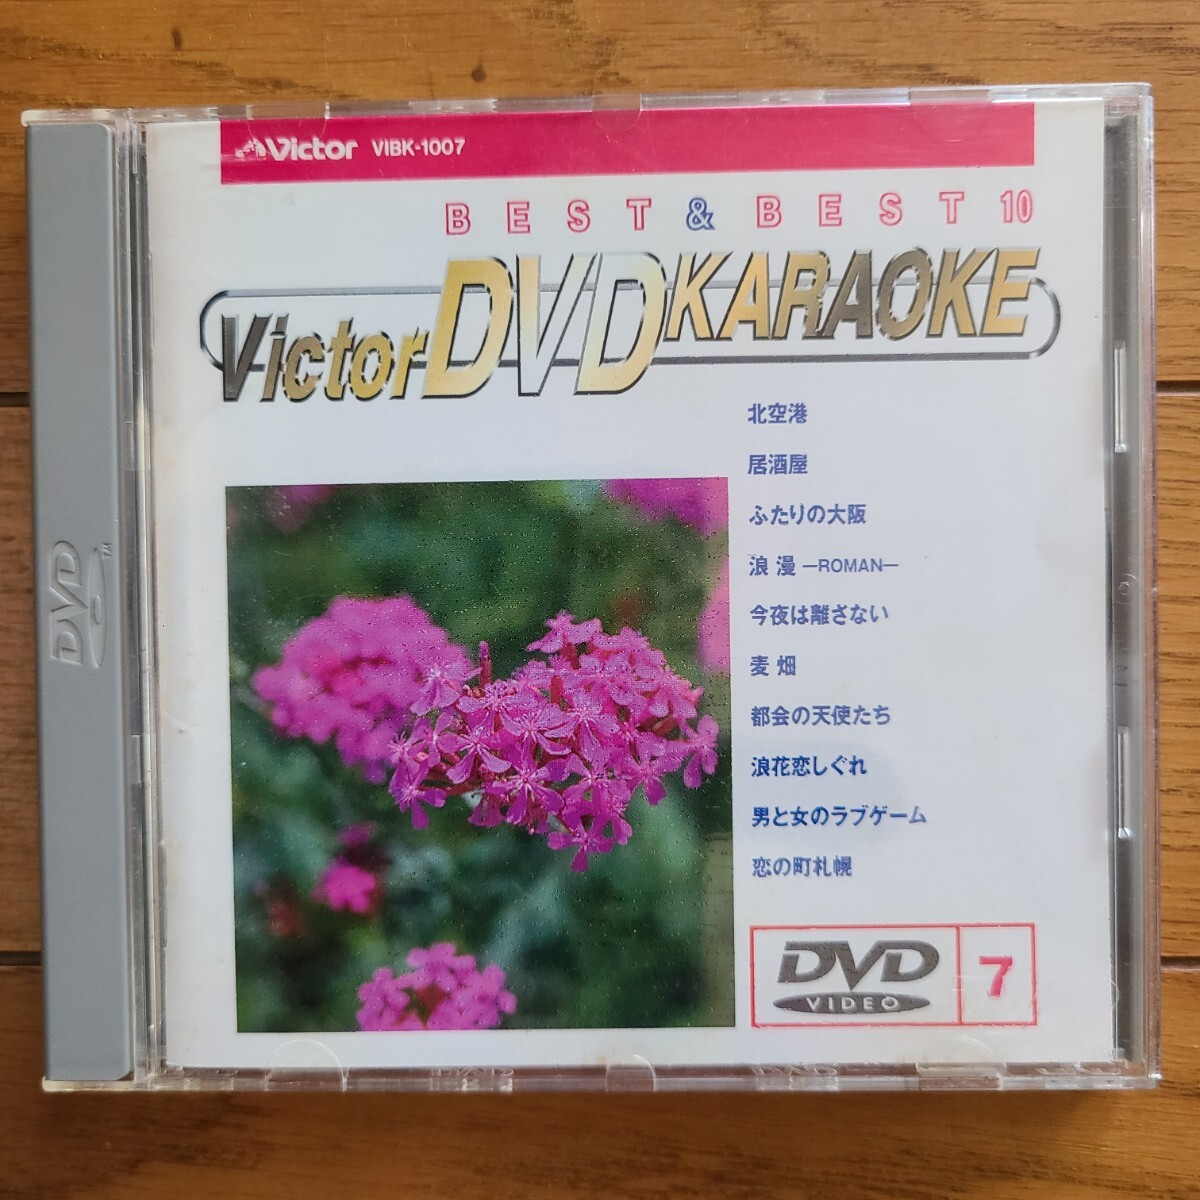 Victor VIBK-1007
BEST & BEST 10
Victor DVD KARAOKE
北空港
居酒屋
ふたりの大阪
浪漫 —ROMAN—
今夜は離さない
麦畑
都会の天使たち
浪花恋しぐれ
男と女のラブゲーム
恋の町札幌
DVD
VIDEO
7
DVD™